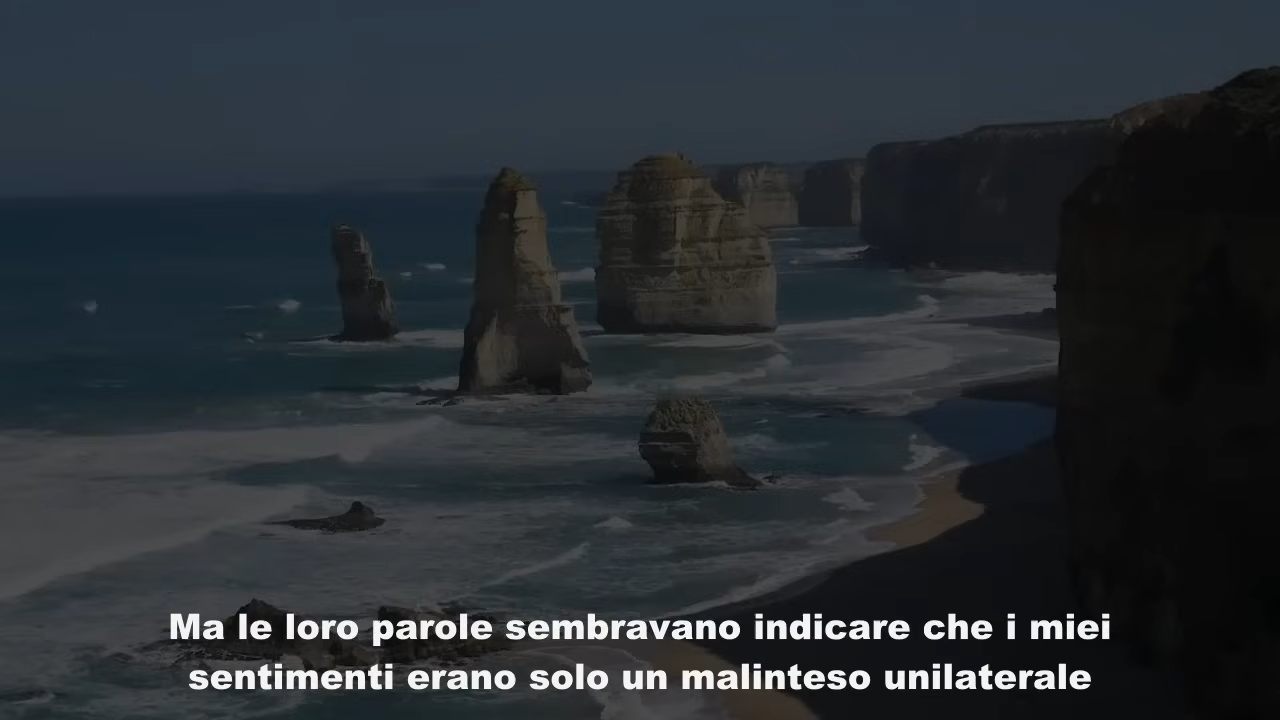 Ma le loro parole sembravano indicare che i miei
sentimenti erano solo un malinteso unilaterale